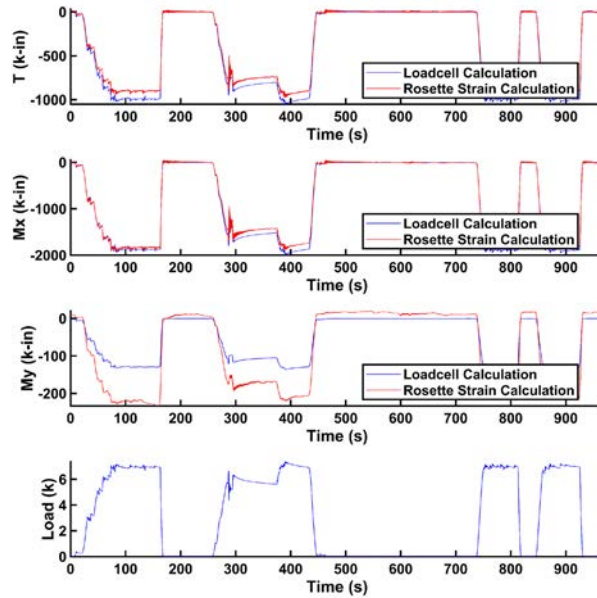 T (k-in)
0
-500
-1000
Loadcell Calculation
Rosette Strain Calculation
0 100 200 300 400 500 600 700 800 900
Time (s)
Mx (k-in)
0
-1000
-2000
Loadcell Calculation
Rosette Strain Calculation
0 100 200 300 400 500 600 700 800 900
Time (s)
My (k-in)
0
-100
-200
Loadcell Calculation
Rosette Strain Calculation
0 100 200 300 400 500 600 700 800 900
Time (s)
Load (k)
6
4
2
0
0 100 200 300 400 500 600 700 800 900
Time (s)